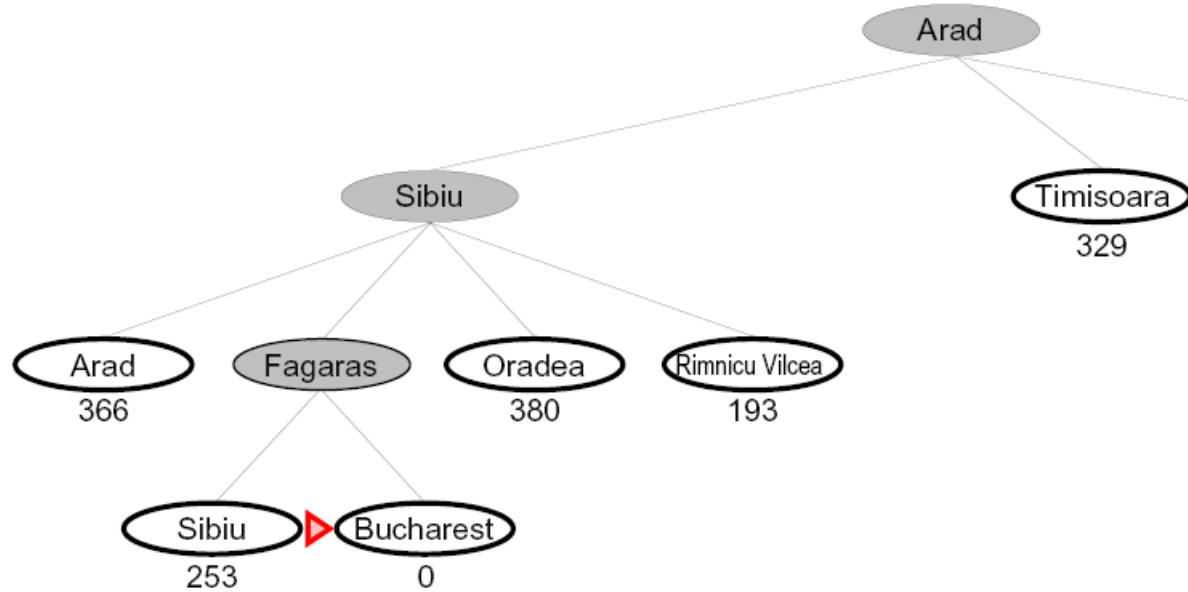 Arad
Sibiu
Timisoara
329
Arad
Fagaras
Oradea
Rimnicu Vilcea
366
380
193
Sibiu
Bucharest
253
0